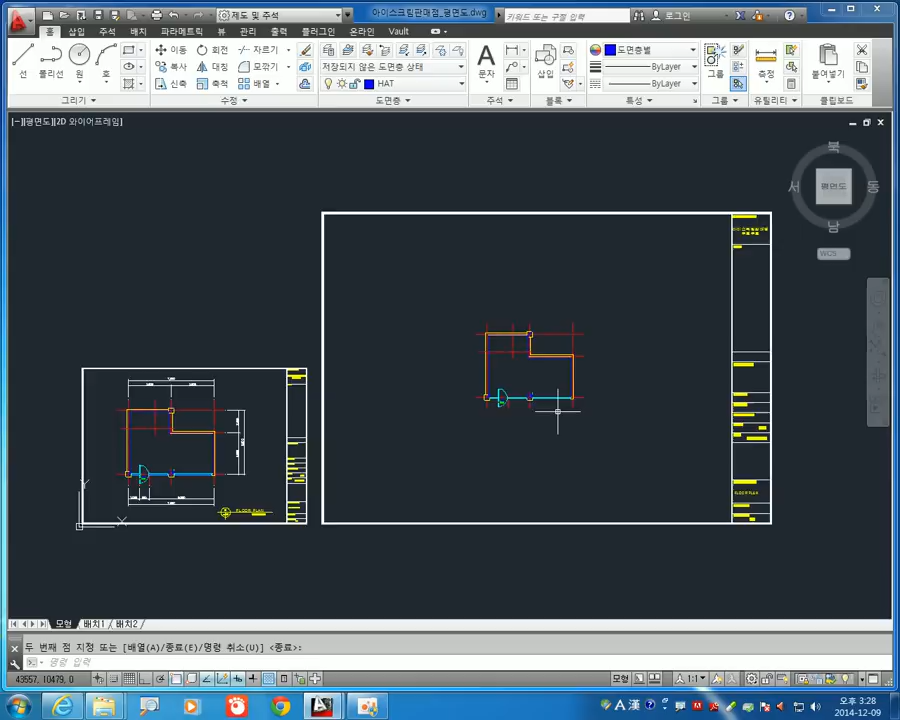 제도 및 주석
아이스크림판매점_평면도.dwg
키워드 또는 구절 입력
로그인
홈 삽입 주석 배치 파라메트릭 뷰 관리 출력 플러그인 온라인 Vault
선 폴리선 원 호
이동 회전 자르기
복사 대칭 모깎기
신축 축척 배열
저장되지 않은 도면층 상태
HAT
문자
삽입
도면층별
ByLayer
ByLayer
그룹
측정
붙여넣기
그리기 수정 도면층 주석 블록 특성 그룹 유틸리티 클립보드
[−][평면도][2D 와이어프레임]
북
서 평면도 동
남
WCS
FLOOR PLAN
FLOOR PLAN
Y
X
모형 배치1 배치2
두 번째 점 지정 또는 [배열(A)/종료(E)/명령 취소(U)] <종료>:
명령 입력
43557, 10479, 0
모형
1:1
A 漢
오후 3:28
2014-12-09